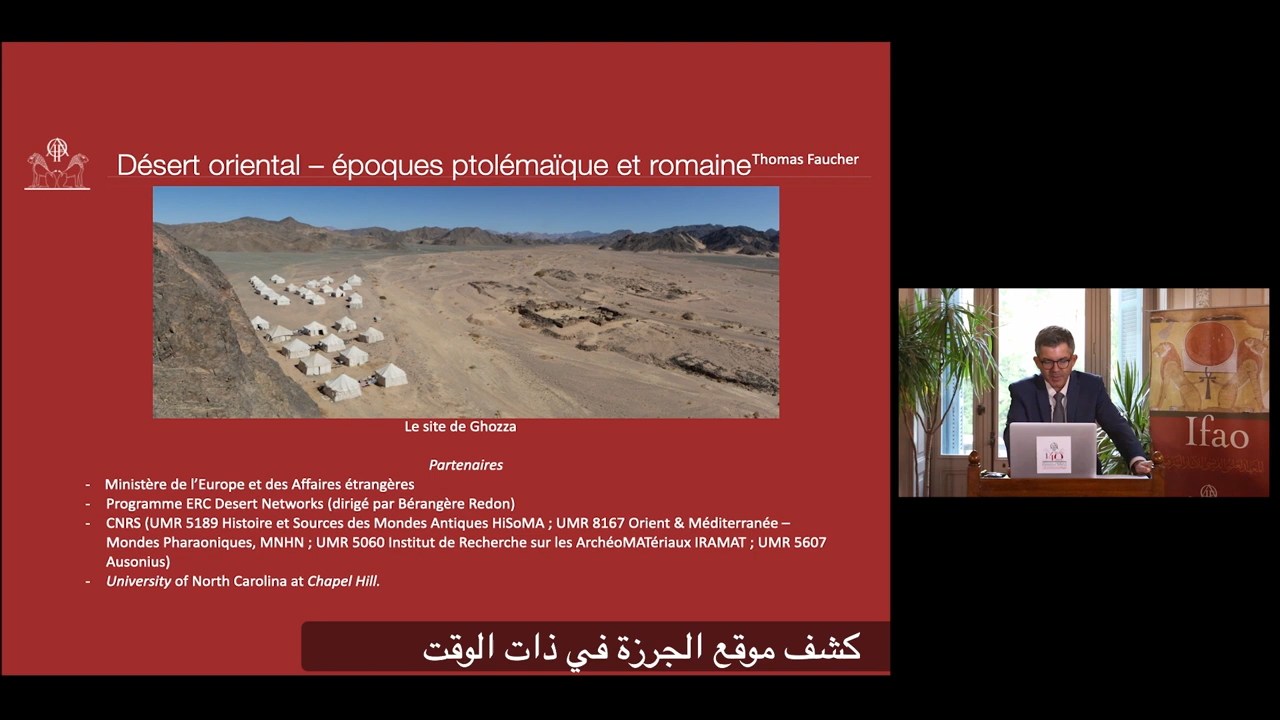 Désert oriental – époques ptolémaïque et romaine
Thomas Faucher
Le site de Ghozza
Partenaires
- Ministère de l’Europe et des Affaires étrangères
- Programme ERC Desert Networks (dirigé par Bérangère Redon)
- CNRS (UMR 5189 Histoire et Sources des Mondes Antiques HiSoMA ; UMR 8167 Orient & Méditerranée –
Mondes Pharaoniques, MNHN ; UMR 5060 Institut de Recherche sur les ArchéoMATériaux IRAMAT ; UMR 5607
Ausonius)
- University of North Carolina at Chapel Hill.
كشف موقع الجرزة في ذات الوقت
Ifao